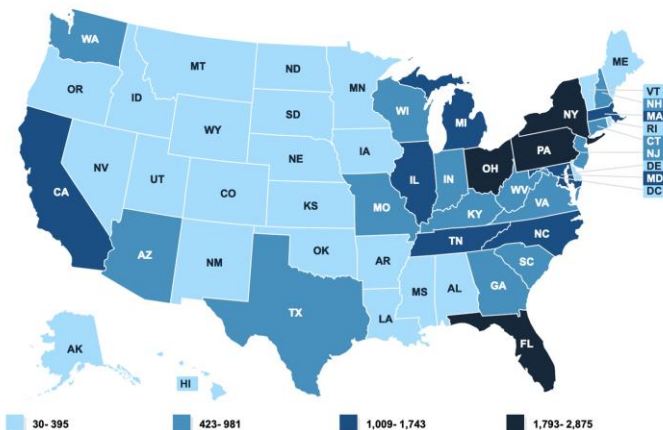 WA
MT
ND
MN
ME
OR
ID
SD
WI
MI
NY
VT
NH
MA
RI
CT
NJ
DE
MD
DC
WY
IA
NE
PA
NV
UT
CO
IL
IN
OH
CA
KS
MO
WV
VA
KY
AZ
NM
OK
AR
TN
NC
SC
TX
LA
MS
AL
GA
FL
AK
HI
30- 395
423- 981
1,009- 1,743
1,793- 2,875